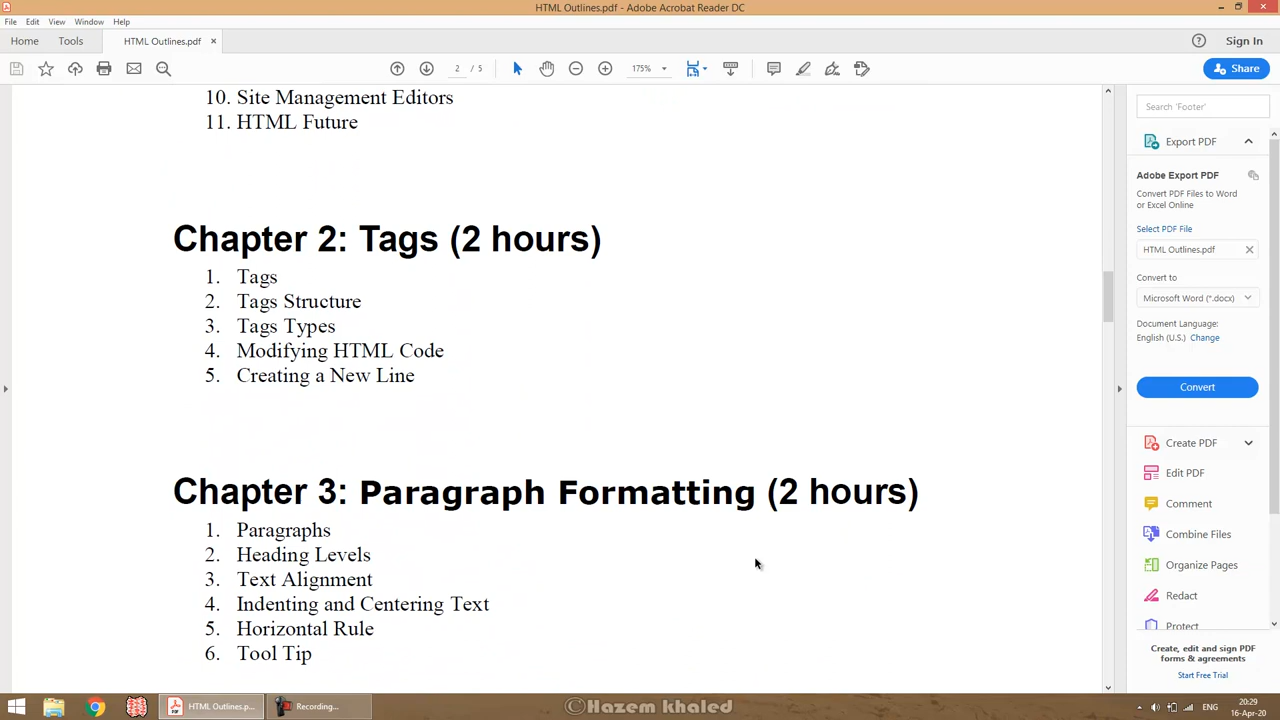 HTML Outlines.pdf - Adobe Acrobat Reader DC
File Edit View Window Help
Home Tools HTML Outlines.pdf × Sign In
2 / 5 175% Share
10. Site Management Editors
11. HTML Future
Chapter 2: Tags (2 hours)
1. Tags
2. Tags Structure
3. Tags Types
4. Modifying HTML Code
5. Creating a New Line
Chapter 3: Paragraph Formatting (2 hours)
1. Paragraphs
2. Heading Levels
3. Text Alignment
4. Indenting and Centering Text
5. Horizontal Rule
6. Tool Tip
Search 'Footer'
Export PDF
Adobe Export PDF
Convert PDF Files to Word
or Excel Online
Select PDF File
HTML Outlines.pdf
Convert to
Microsoft Word (*.docx)
Document Language:
English (U.S.) Change
Convert
Create PDF
Edit PDF
Comment
Combine Files
Organize Pages
Redact
Protect
Create, edit and sign PDF
forms & agreements
Start Free Trial
HTML Outlines.p... Recording... ©Hazem khaled ENG
20:29
16-Apr-20